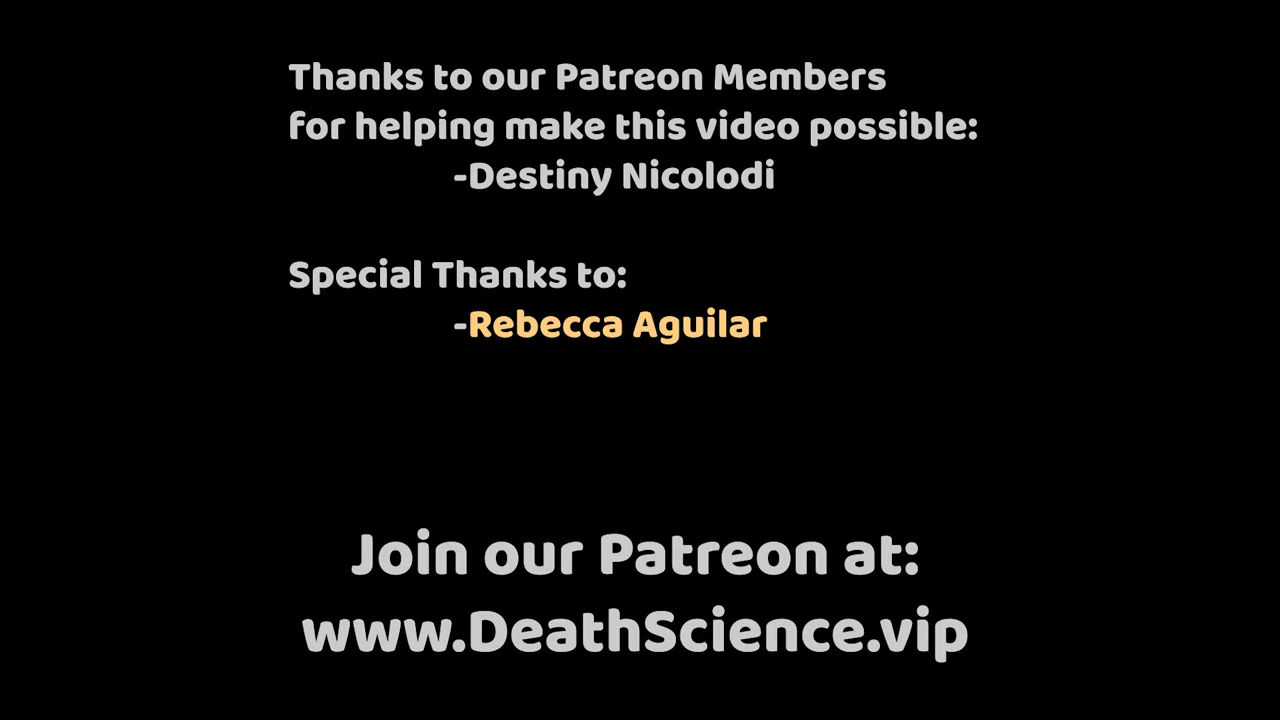 Thanks to our Patreon Members
for helping make this video possible:
-Destiny Nicolodi
Special Thanks to:
-Rebecca Aguilar
Join our Patreon at:
www.DeathScience.vip